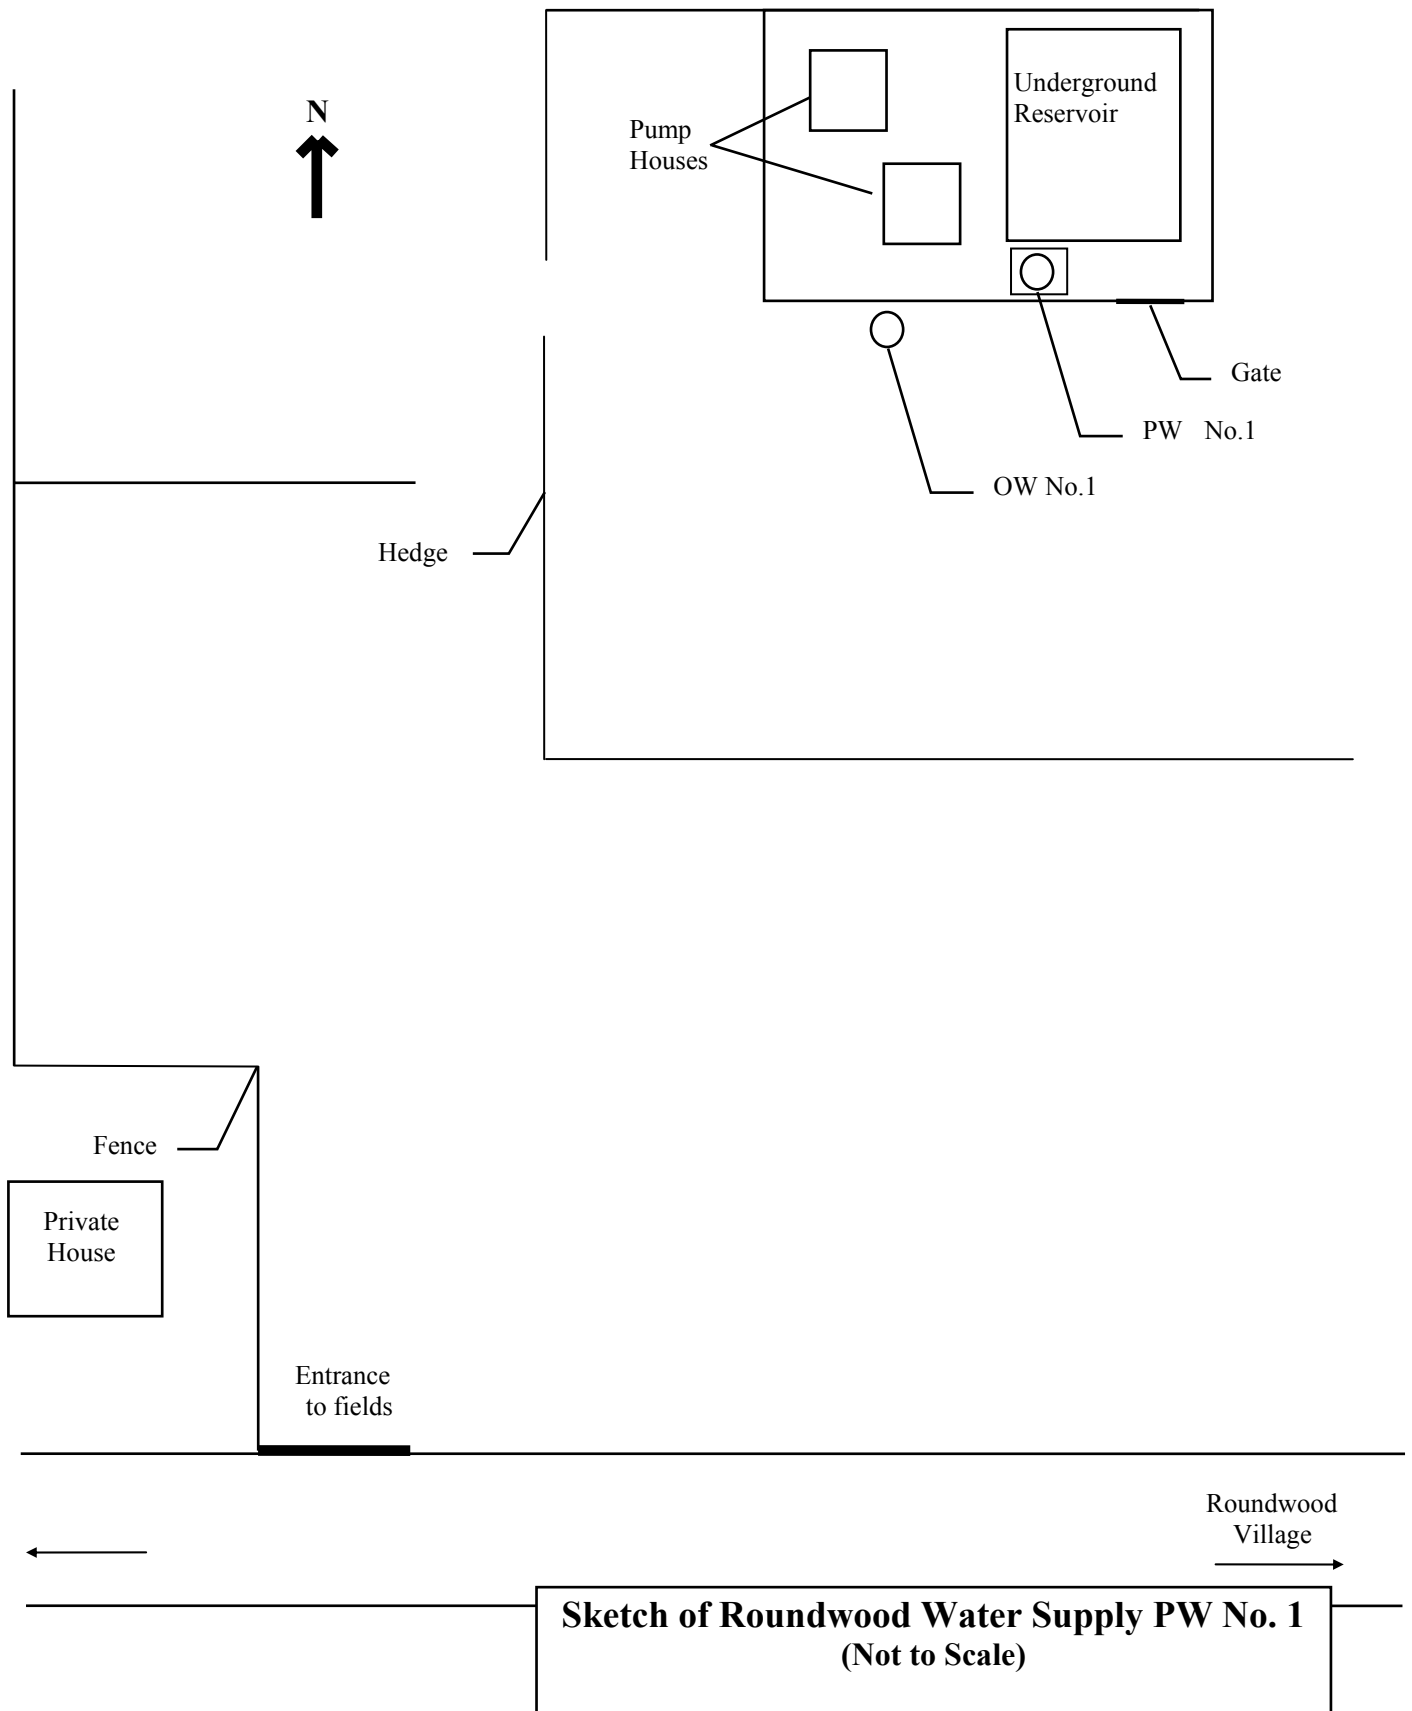 N
Underground
Reservoir
Pump
Houses
Gate
PW No.1
OW No.1
Hedge
Fence
Private
House
Entrance
to fields
Roundwood
Village
Sketch of Roundwood Water Supply PW No. 1
(Not to Scale)